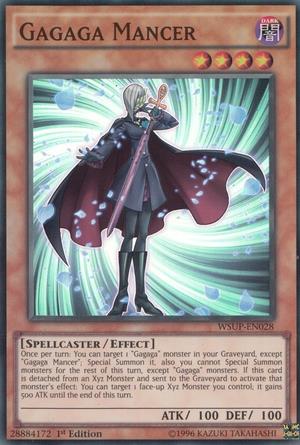 Gagaga Mancer
DARK
闇
WSUP-EN028
[Spellcaster / Effect]
Once per turn: You can target 1 "Gagaga" monster in your Graveyard, except
"Gagaga Mancer"; Special Summon it, also you cannot Special Summon
monsters for the rest of this turn, except "Gagaga" monsters. If this card
is detached from an Xyz Monster and sent to the Graveyard to activate that
monster's effect: You can target 1 face-up Xyz Monster you control; it gains
500 ATK until the end of this turn.
ATK/ 100 DEF/ 100
28884172 1st Edition ©1996 KAZUKI TAKAHASHI